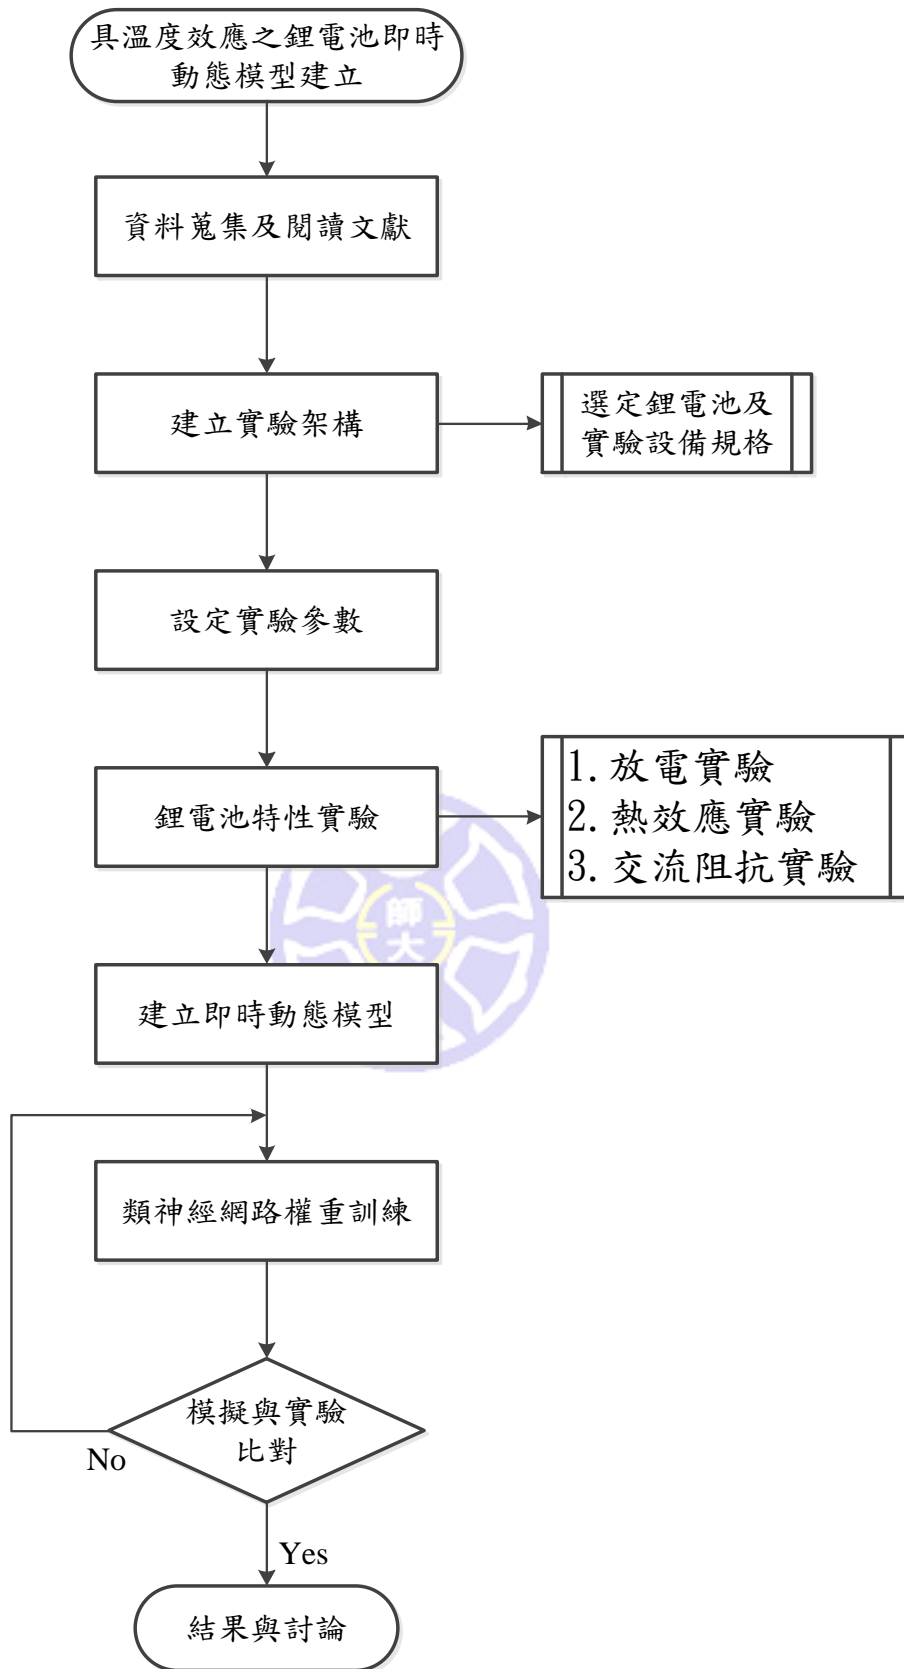 具溫度效應之鋰電池即時
動態模型建立
資料蒐集及閱讀文獻
建立實驗架構
選定鋰電池及
實驗設備規格
設定實驗參數
鋰電池特性實驗
1. 放電實驗
2. 熱效應實驗
3. 交流阻抗實驗
師
大
建立即時動態模型
類神經網路權重訓練
模擬與實驗
比對
No
Yes
結果與討論